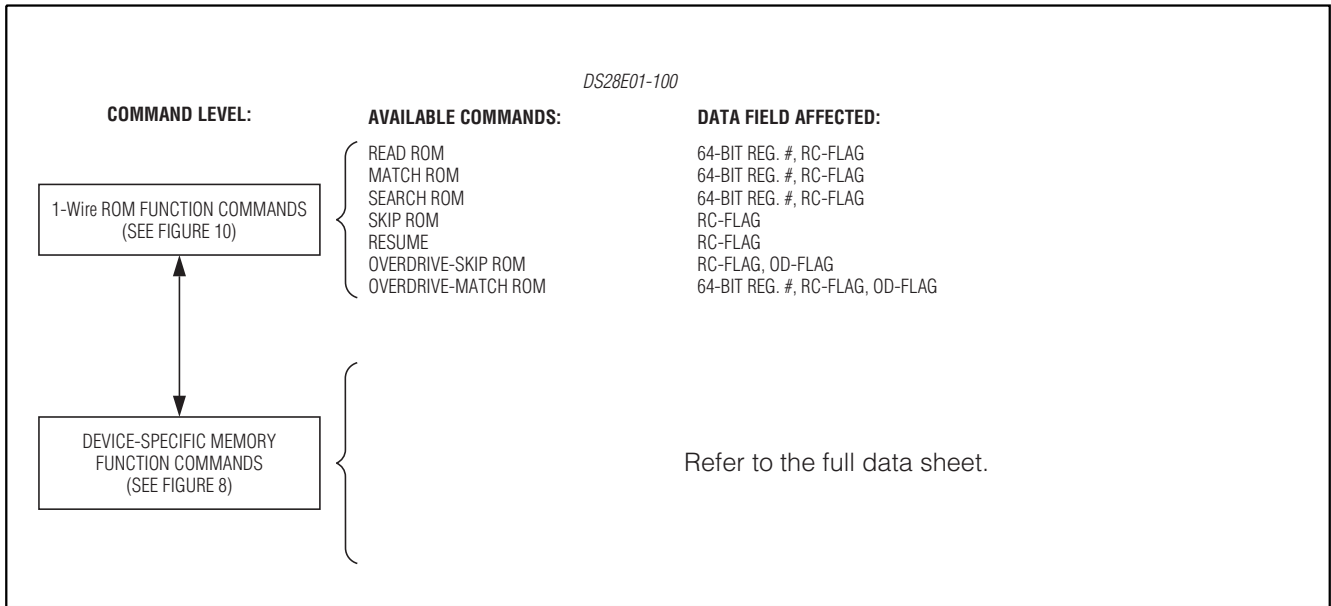 DS28E01-100
COMMAND LEVEL:
AVAILABLE COMMANDS:
DATA FIELD AFFECTED:
1-Wire ROM FUNCTION COMMANDS
(SEE FIGURE 10)
READ ROM
64-BIT REG. #, RC-FLAG
MATCH ROM
64-BIT REG. #, RC-FLAG
SEARCH ROM
64-BIT REG. #, RC-FLAG
SKIP ROM
RC-FLAG
RESUME
RC-FLAG
OVERDRIVE-SKIP ROM
RC-FLAG, OD-FLAG
OVERDRIVE-MATCH ROM
64-BIT REG. #, RC-FLAG, OD-FLAG
DEVICE-SPECIFIC MEMORY
FUNCTION COMMANDS
(SEE FIGURE 8)
Refer to the full data sheet.